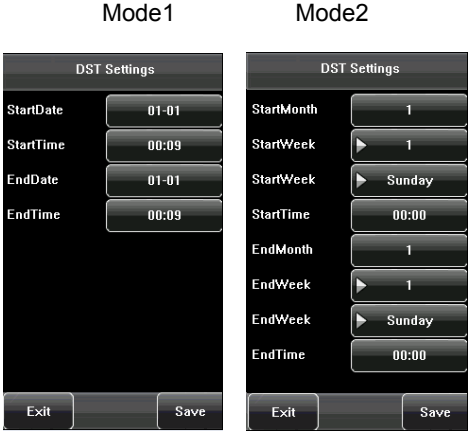 Mode1
DST Settings
StartDate 01-01
StartTime 00:09
EndDate 01-01
EndTime 00:09
Exit Save
Mode2
DST Settings
StartMonth 1
StartWeek 1
StartWeek Sunday
StartTime 00:00
EndMonth 1
EndWeek 1
EndWeek Sunday
EndTime 00:00
Exit Save